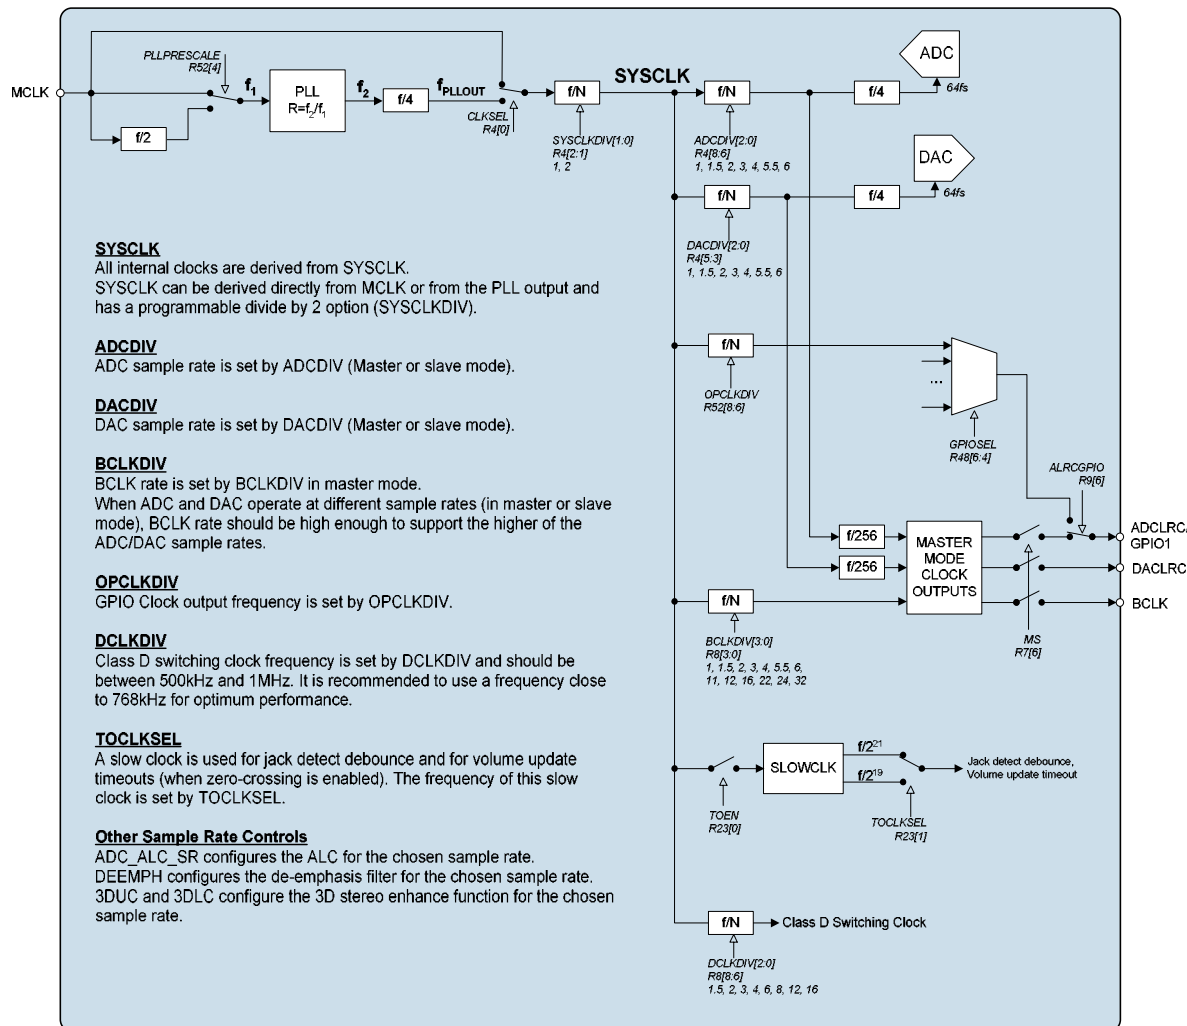 MCLK
PLLPRESCALE
R52[4]
f/2
f1
PLL
R=f2/f1
f2
f/4
fPLLOUT
CLKSEL
R4[0]
f/N
SYSCLKDIV[1:0]
R4[2:1]
1, 2
SYSCLK
f/N
ADCDIV[2:0]
R4[8:6]
1, 1.5, 2, 3, 4, 5.5, 6
f/4
ADC
64fs
DAC
64fs
f/N
f/4
DACDIV[2:0]
R4[5:3]
1, 1.5, 2, 3, 4, 5.5, 6
SYSCLK
All internal clocks are derived from SYSCLK.
SYSCLK can be derived directly from MCLK or from the PLL output and
has a programmable divide by 2 option (SYSCLKDIV).
ADCDIV
ADC sample rate is set by ADCDIV (Master or slave mode).
DACDIV
DAC sample rate is set by DACDIV (Master or slave mode).
BCLKDIV
BCLK rate is set by BCLKDIV in master mode.
When ADC and DAC operate at different sample rates (in master or slave
mode), BCLK rate should be high enough to support the higher of the
ADC/DAC sample rates.
OPCLKDIV
GPIO Clock output frequency is set by OPCLKDIV.
DCLKDIV
Class D switching clock frequency is set by DCLKDIV and should be
between 500kHz and 1MHz. It is recommended to use a frequency close
to 768kHz for optimum performance.
TOCLKSEL
A slow clock is used for jack detect debounce and for volume update
timeouts (when zero-crossing is enabled). The frequency of this slow
clock is set by TOCLKSEL.
Other Sample Rate Controls
ADC_ALC_SR configures the ALC for the chosen sample rate.
DEEMPH configures the de-emphasis filter for the chosen sample rate.
3DUC and 3DLC configure the 3D stereo enhance function for the chosen
sample rate.
f/N
OPCLKDIV
R52[8:6]
...
GPIOSEL
R48[6:4]
ALRCGPIO
R9[6]
f/256
f/256
MASTER
MODE
CLOCK
OUTPUTS
ADCLRC/
GPIO1
DACLRC
BCLK
MS
R7[6]
f/N
BCLKDIV[3:0]
R8[3:0]
1, 1.5, 2, 3, 4, 5.5, 6,
11, 12, 16, 22, 24, 32
TOEN
R23[0]
SLOWCLK
f/2^21
f/2^19
TOCLKSEL
R23[1]
Jack detect debounce,
Volume update timeout
f/N
Class D Switching Clock
DCLKDIV[2:0]
R8[8:6]
1.5, 2, 3, 4, 6, 8, 12, 16